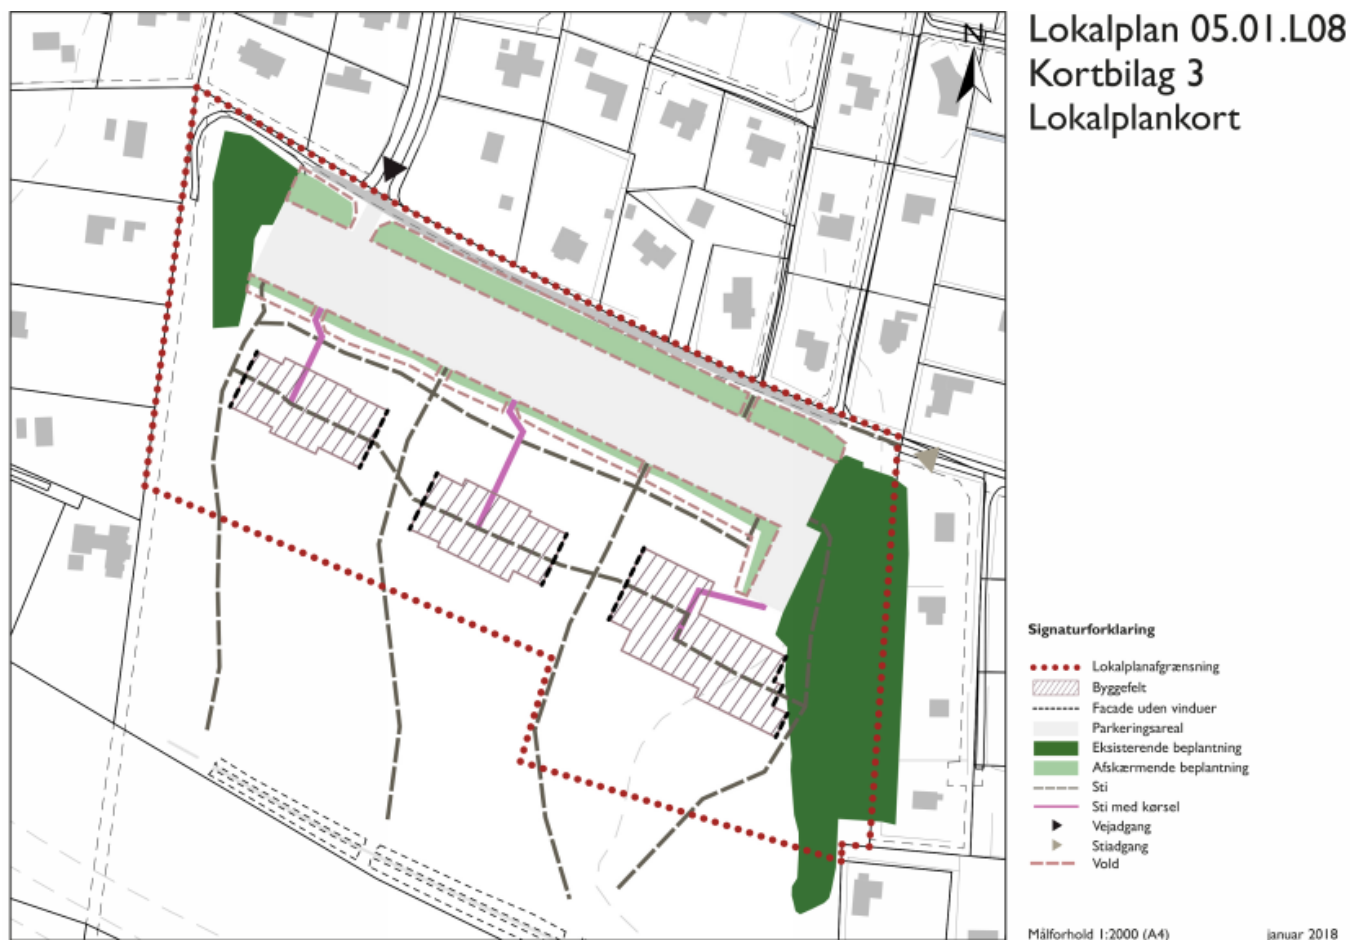 Lokalplan 05.01.L08
Kortbilag 3
Lokalplankort
N
Signaturforklaring
Lokalplanafgrænsning
Byggefelt
Facade uden vinduer
Parkeringsareal
Eksisterende beplantning
Afskærmende beplantning
Sti
Sti med kørsel
Vejadgang
Stiadgang
Vold
Målforhold 1:2000 (A4) januar 2018